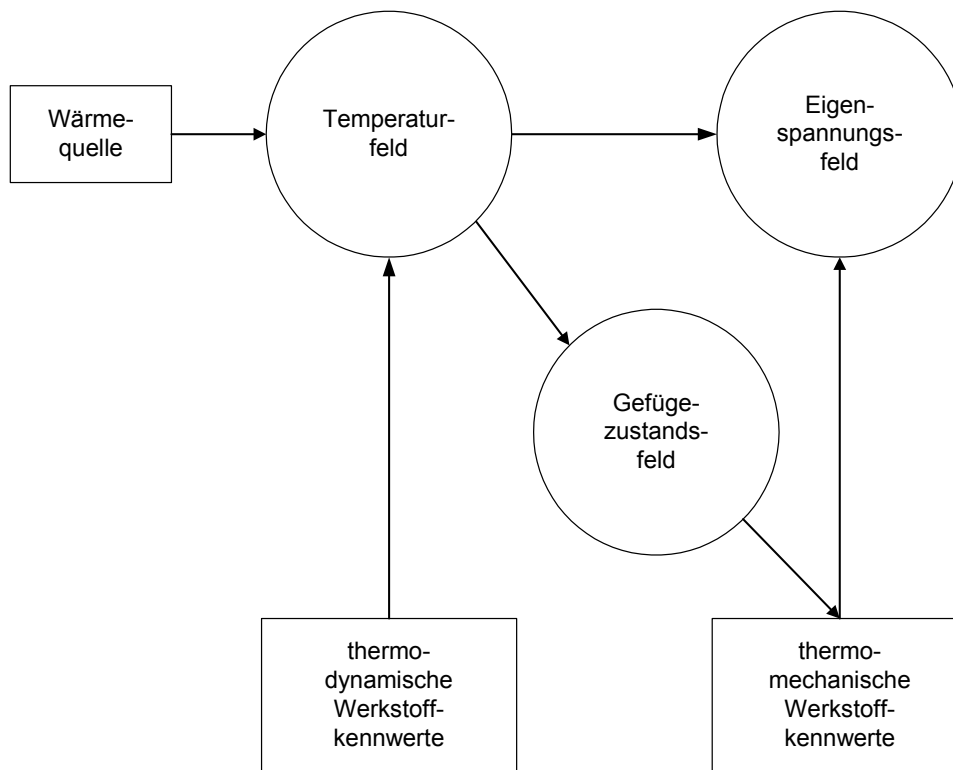 Wärme-
quelle
Temperatur-
feld
Eigen-
spannungs-
feld
Gefüge-
zustands-
feld
thermo-
dynamische
Werkstoff-
kennwerte
thermo-
mechanische
Werkstoff-
kennwerte